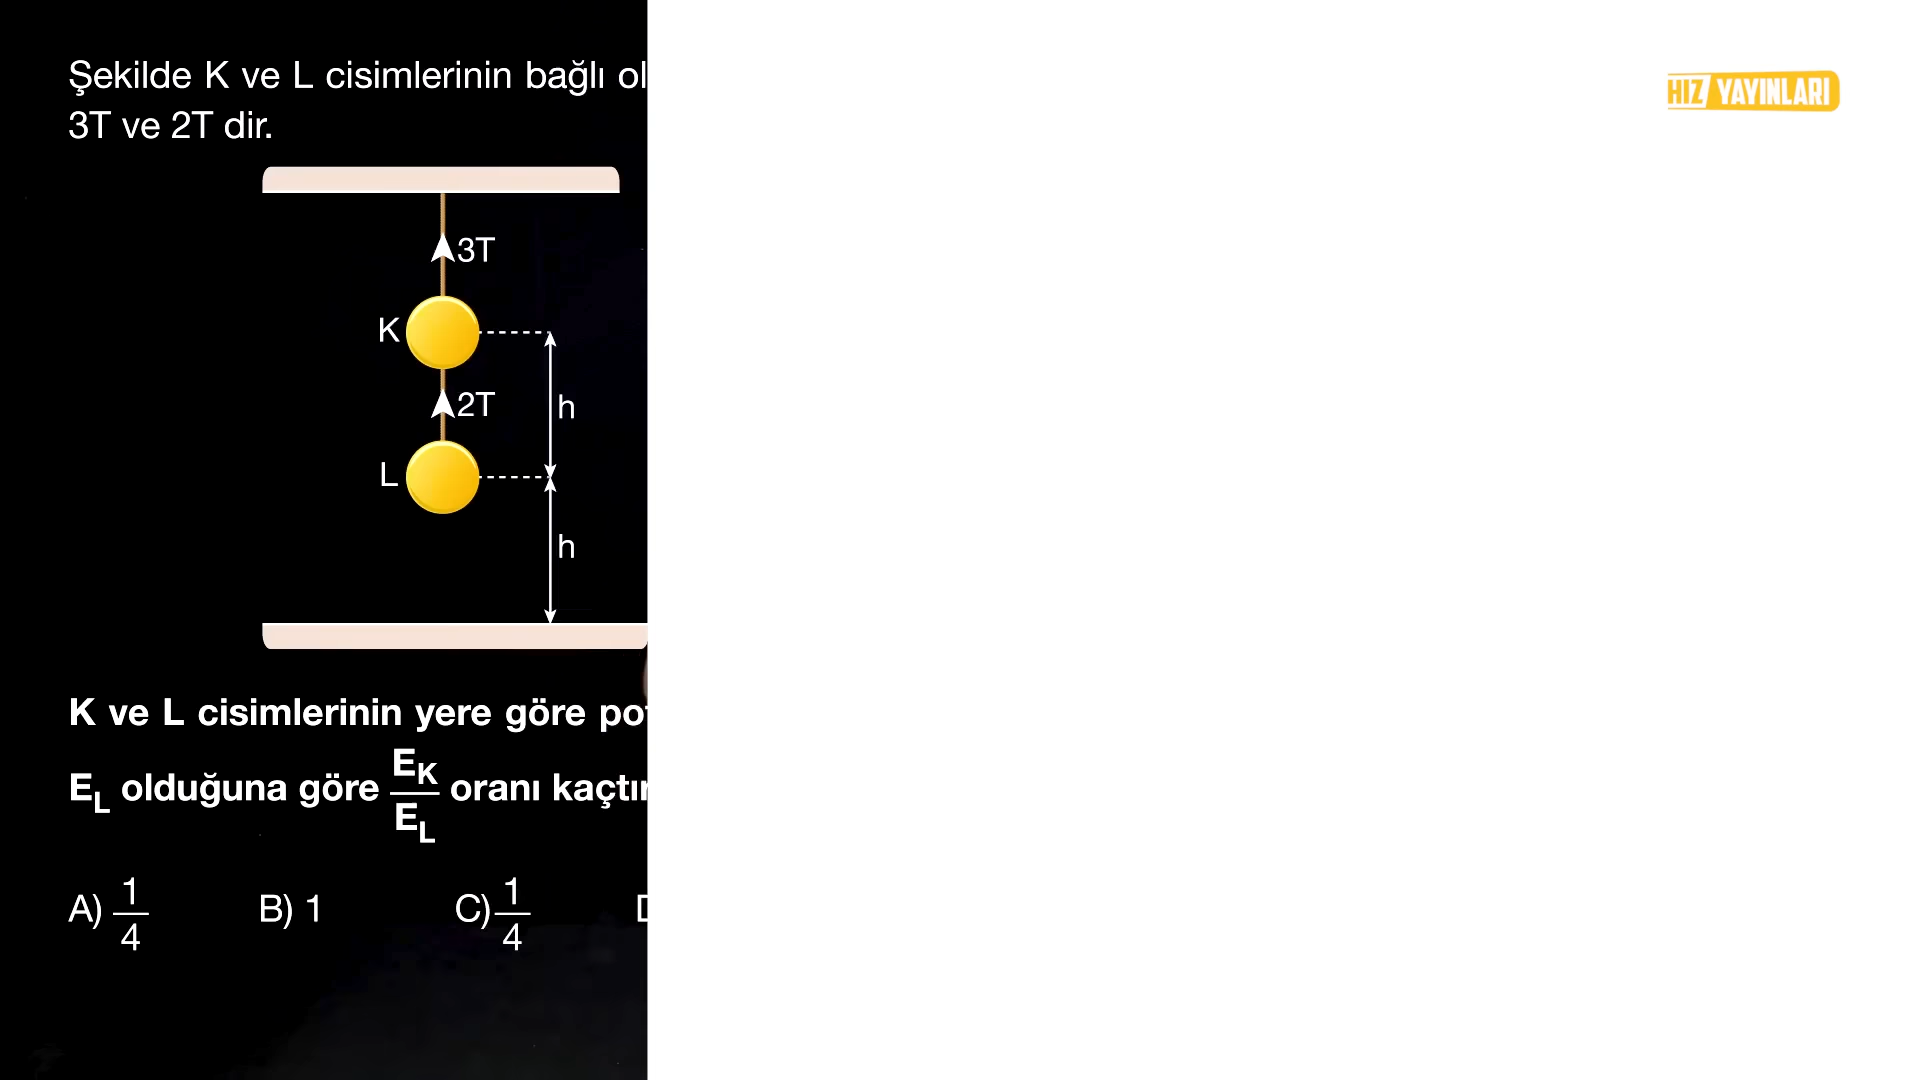 Şekilde K ve L cisimlerinin bağlı ol
3T ve 2T dir.
3T
K
2T
h
L
h
K ve L cisimlerinin yere göre po
E_L olduğuna göre E_K/E_L oranı kaçtır
A) 1/4 B) 1 C) 1/4
HIZ YAYINLARI